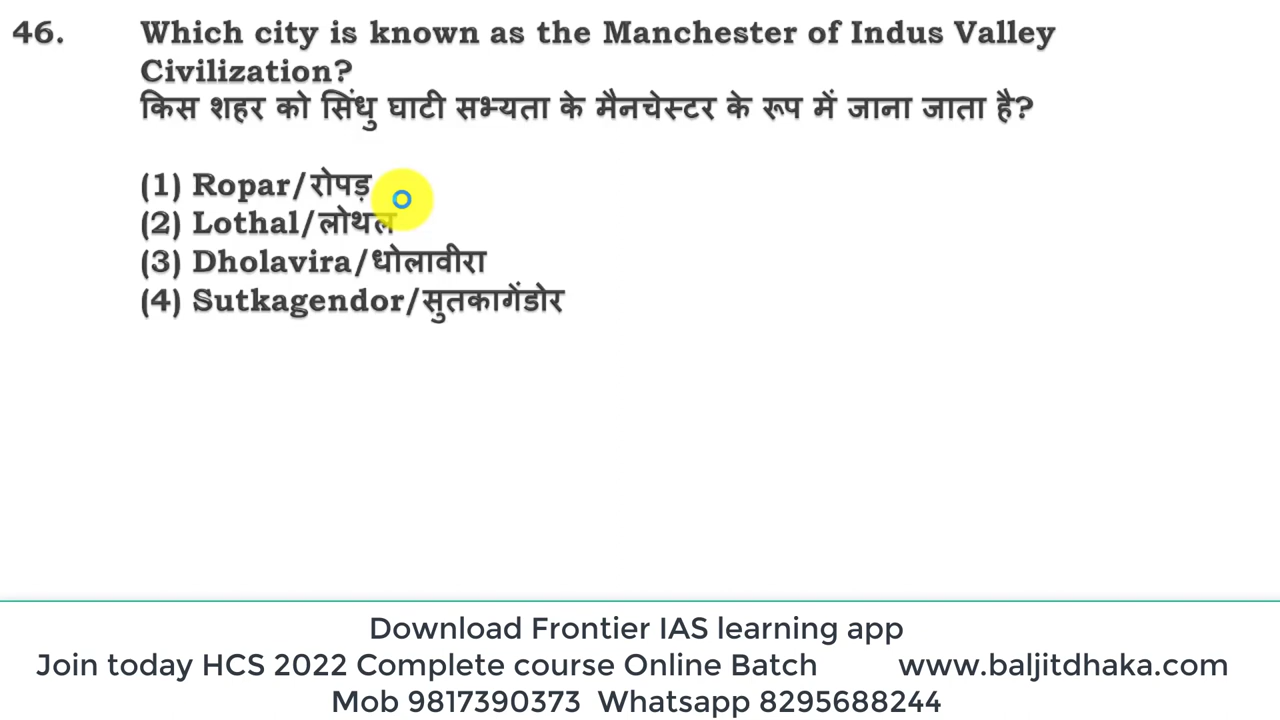 46. Which city is known as the Manchester of Indus Valley
Civilization?
किस शहर को सिंधु घाटी सभ्यता के मैनचेस्टर के रूप में जाना जाता है?
(1) Ropar/रोपड़
(2) Lothal/लोथल
(3) Dholavira/धोलावीरा
(4) Sutkagendor/सुतकागेंडोर
Download Frontier IAS learning app
Join today HCS 2022 Complete course Online Batch www.baljitdhaka.com
Mob 9817390373 Whatsapp 8295688244